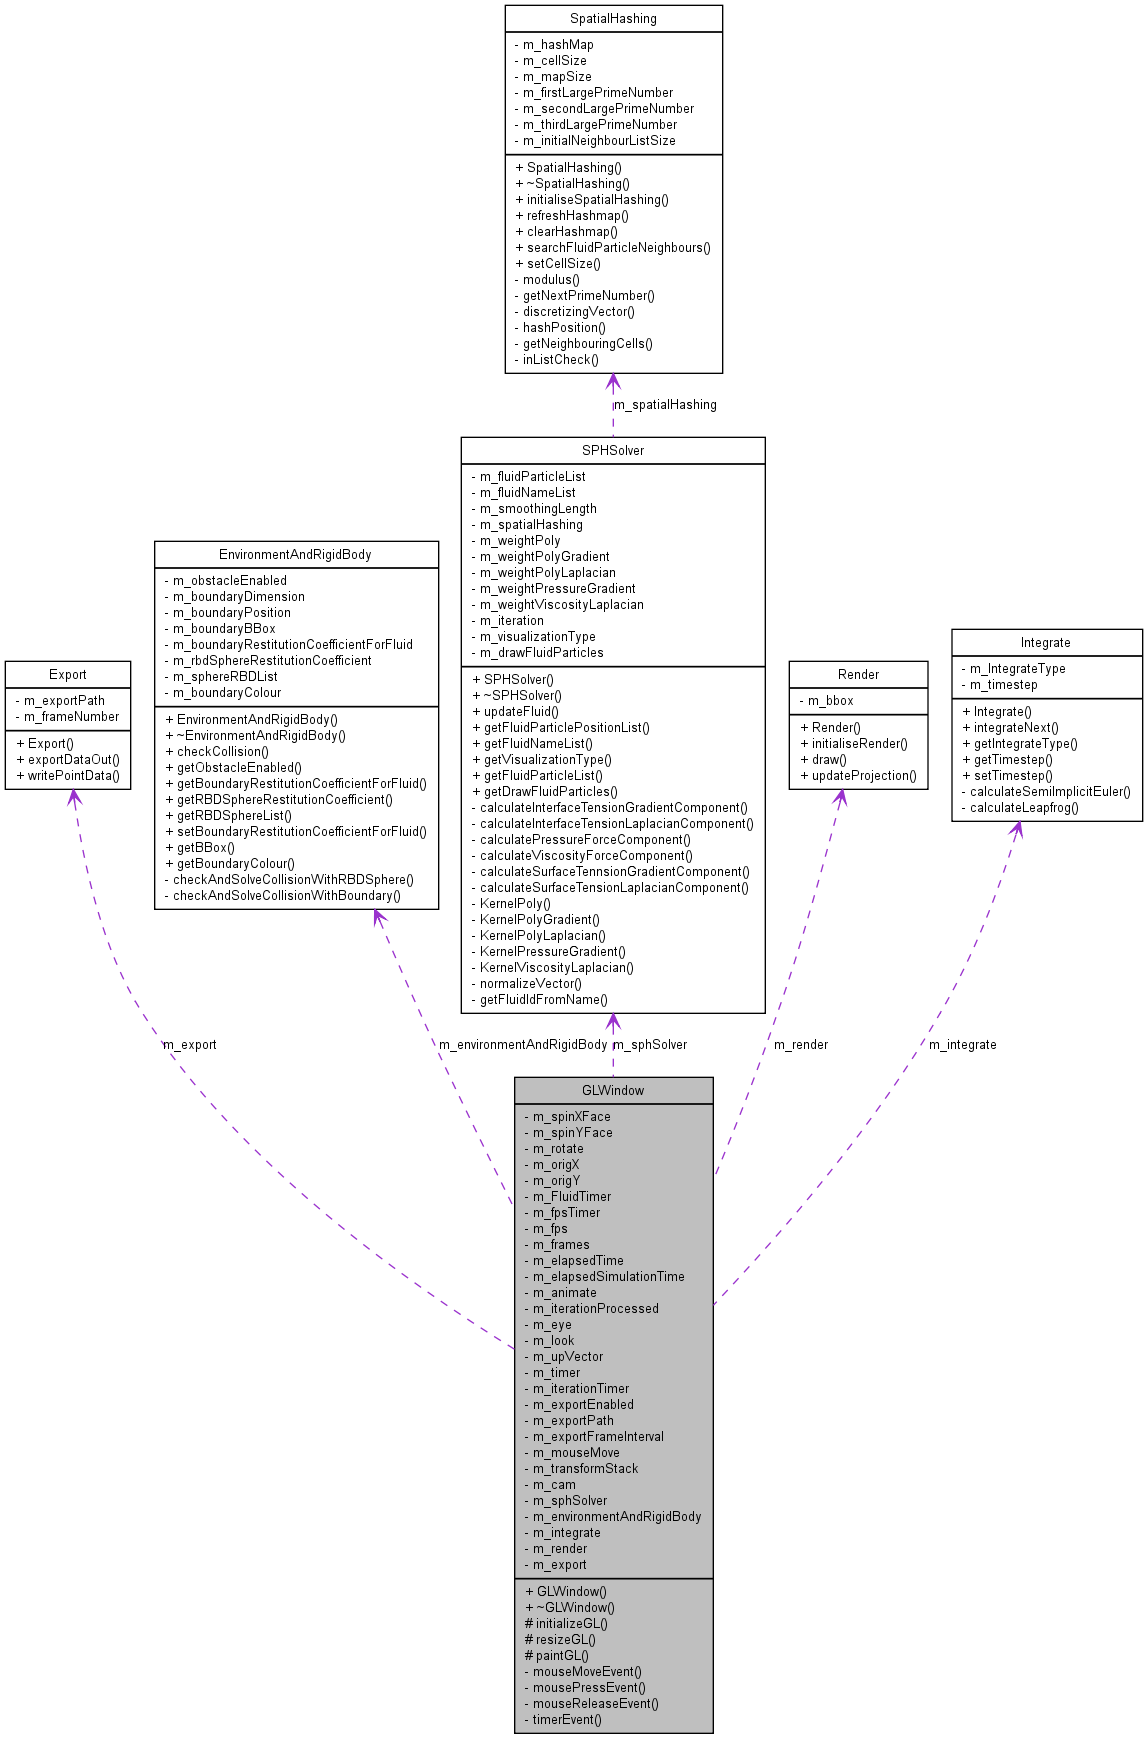 SpatialHashing
- m_hashMap
- m_cellSize
- m_mapSize
- m_firstLargePrimeNumber
- m_secondLargePrimeNumber
- m_thirdLargePrimeNumber
- m_initialNeighbourListSize
+ SpatialHashing()
+ ~SpatialHashing()
+ initialiseSpatialHashing()
+ refreshHashmap()
+ clearHashmap()
+ searchFluidParticleNeighbours()
+ setCellSize()
- modulus()
- getNextPrimeNumber()
- discretizingVector()
- hashPosition()
- getNeighbouringCells()
- inListCheck()
m_spatialHashing
SPHSolver
- m_fluidParticleList
- m_fluidNameList
- m_smoothingLength
- m_spatialHashing
- m_weightPoly
- m_weightPolyGradient
- m_weightPolyLaplacian
- m_weightPressureGradient
- m_weightViscosityLaplacian
- m_iteration
- m_visualizationType
- m_drawFluidParticles
+ SPHSolver()
+ ~SPHSolver()
+ updateFluid()
+ getFluidParticlePositionList()
+ getFluidNameList()
+ getVisualizationType()
+ getFluidParticleList()
+ getDrawFluidParticles()
- calculateInterfaceTensionGradientComponent()
- calculateInterfaceTensionLaplacianComponent()
- calculatePressureForceComponent()
- calculateViscosityForceComponent()
- calculateSurfaceTennsionGradientComponent()
- calculateSurfaceTensionLaplacianComponent()
- KernelPoly()
- KernelPolyGradient()
- KernelPolyLaplacian()
- KernelPressureGradient()
- KernelViscosityLaplacian()
- normalizeVector()
- getFluidIdFromName()
EnvironmentAndRigidBody
- m_obstacleEnabled
- m_boundaryDimension
- m_boundaryPosition
- m_boundaryBBox
- m_boundaryRestitutionCoefficientForFluid
- m_rbdSphereRestitutionCoefficient
- m_sphereRBDList
- m_boundaryColour
+ EnvironmentAndRigidBody()
+ ~EnvironmentAndRigidBody()
+ checkCollision()
+ getObstacleEnabled()
+ getBoundaryRestitutionCoefficientForFluid()
+ getRBDSphereRestitutionCoefficient()
+ getRBDSphereList()
+ setBoundaryRestitutionCoefficientForFluid()
+ getBBox()
+ getBoundaryColour()
- checkAndSolveCollisionWithRBDSphere()
- checkAndSolveCollisionWithBoundary()
Export
- m_exportPath
- m_frameNumber
+ Export()
+ exportDataOut()
+ writePointData()
Render
- m_bbox
+ Render()
+ initialiseRender()
+ draw()
+ updateProjection()
Integrate
- m_IntegrateType
- m_timestep
+ Integrate()
+ integrateNext()
+ getIntegrateType()
+ getTimestep()
+ setTimestep()
- calculateSemiImplicitEuler()
- calculateLeapfrog()
m_export
m_environmentAndRigidBody
m_sphSolver
m_render
m_integrate
GLWindow
- m_spinXFace
- m_spinYFace
- m_rotate
- m_origX
- m_origY
- m_FluidTimer
- m_fpsTimer
- m_fps
- m_frames
- m_elapsedTime
- m_elapsedSimulationTime
- m_animate
- m_iterationProcessed
- m_eye
- m_look
- m_upVector
- m_timer
- m_iterationTimer
- m_exportEnabled
- m_exportPath
- m_exportFrameInterval
- m_mouseMove
- m_transformStack
- m_cam
- m_sphSolver
- m_environmentAndRigidBody
- m_integrate
- m_render
- m_export
+ GLWindow()
+ ~GLWindow()
# initializeGL()
# resizeGL()
# paintGL()
- mouseMoveEvent()
- mousePressEvent()
- mouseReleaseEvent()
- timerEvent()